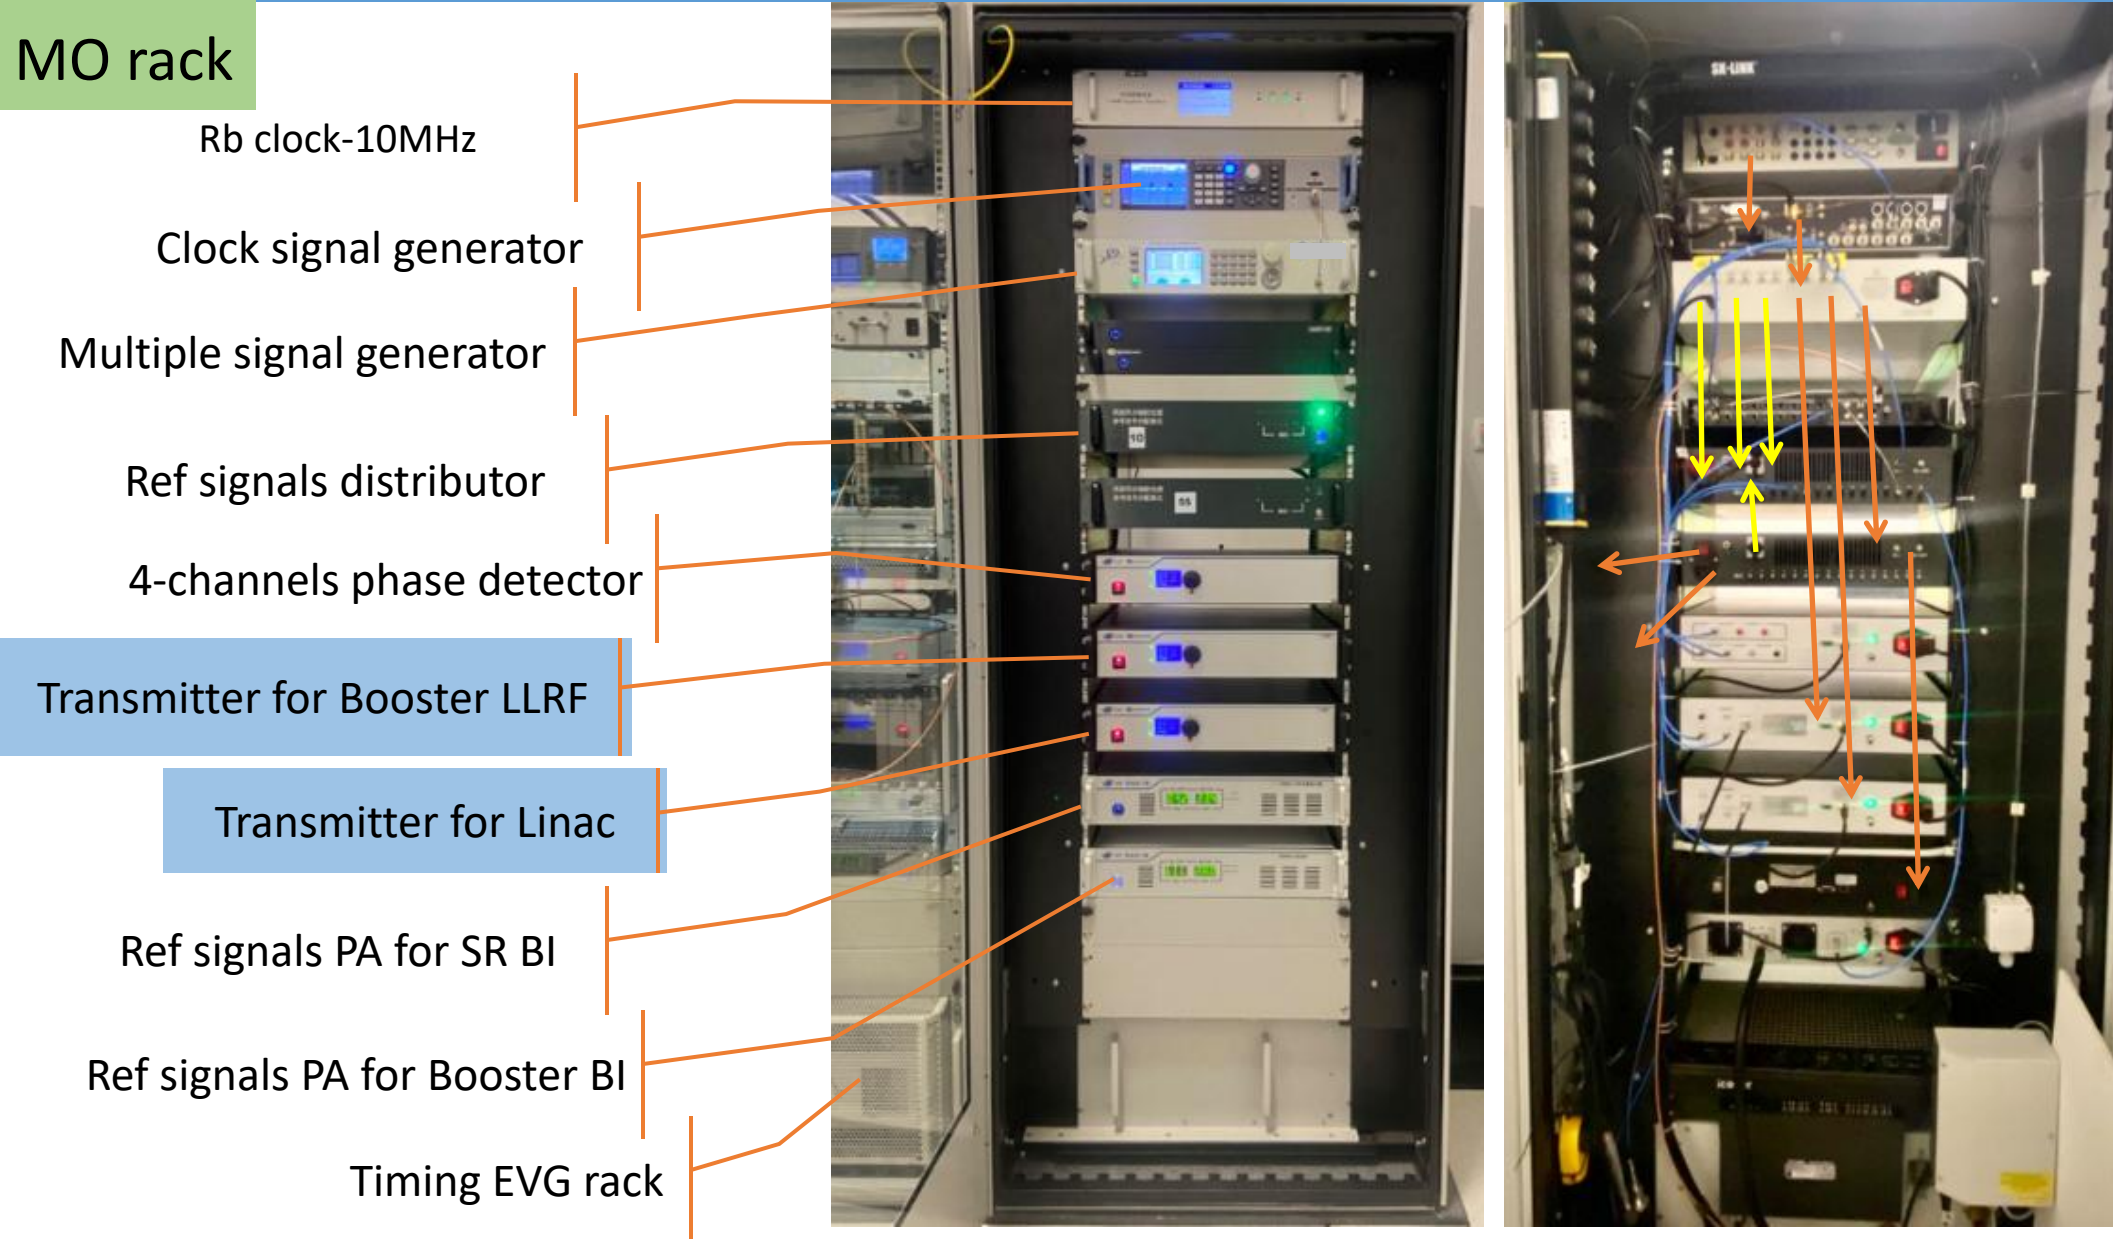 MO rack
Rb clock-10MHz
Clock signal generator
Multiple signal generator
Ref signals distributor
4-channels phase detector
Transmitter for Booster LLRF
Transmitter for Linac
Ref signals PA for SR BI
Ref signals PA for Booster BI
Timing EVG rack
10
55
SK-LINK